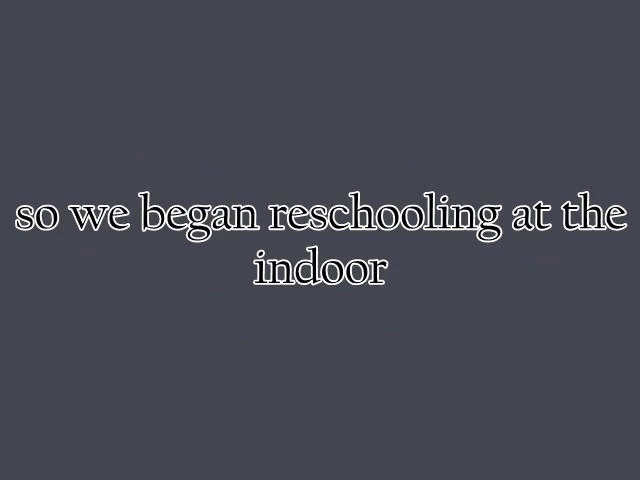 so we began reschooling at the
indoor